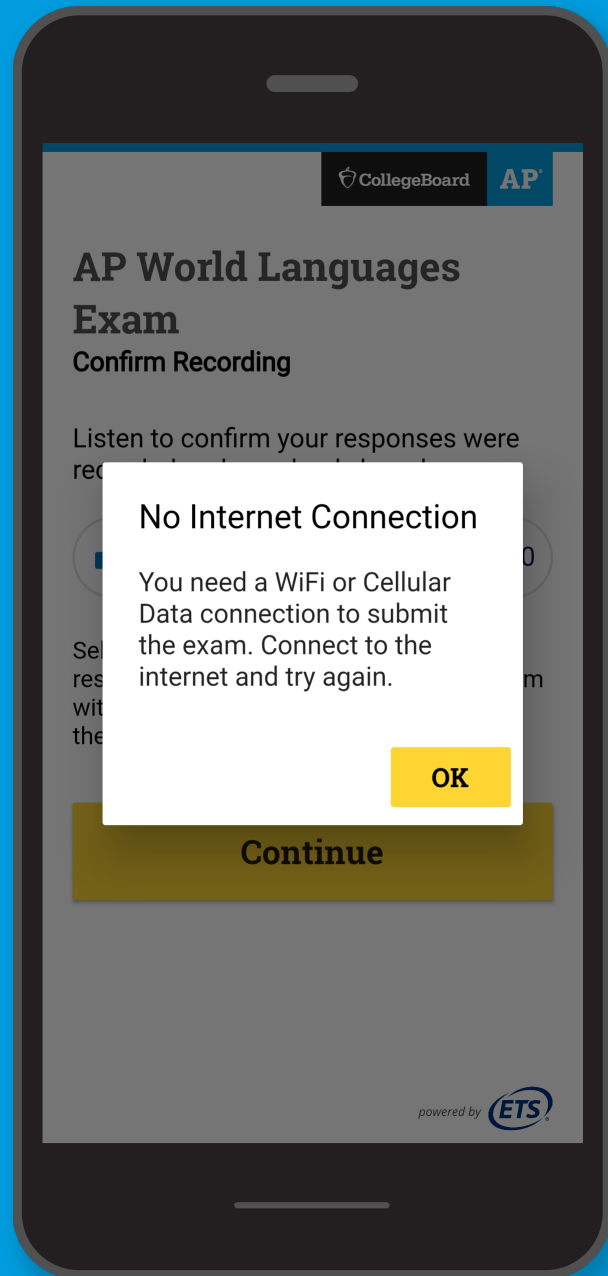 CollegeBoard AP
AP World Languages
Exam
Confirm Recording
Listen to confirm your responses were
No Internet Connection
You need a WiFi or Cellular
Data connection to submit
the exam. Connect to the
internet and try again.
OK
Continue
powered by ETS